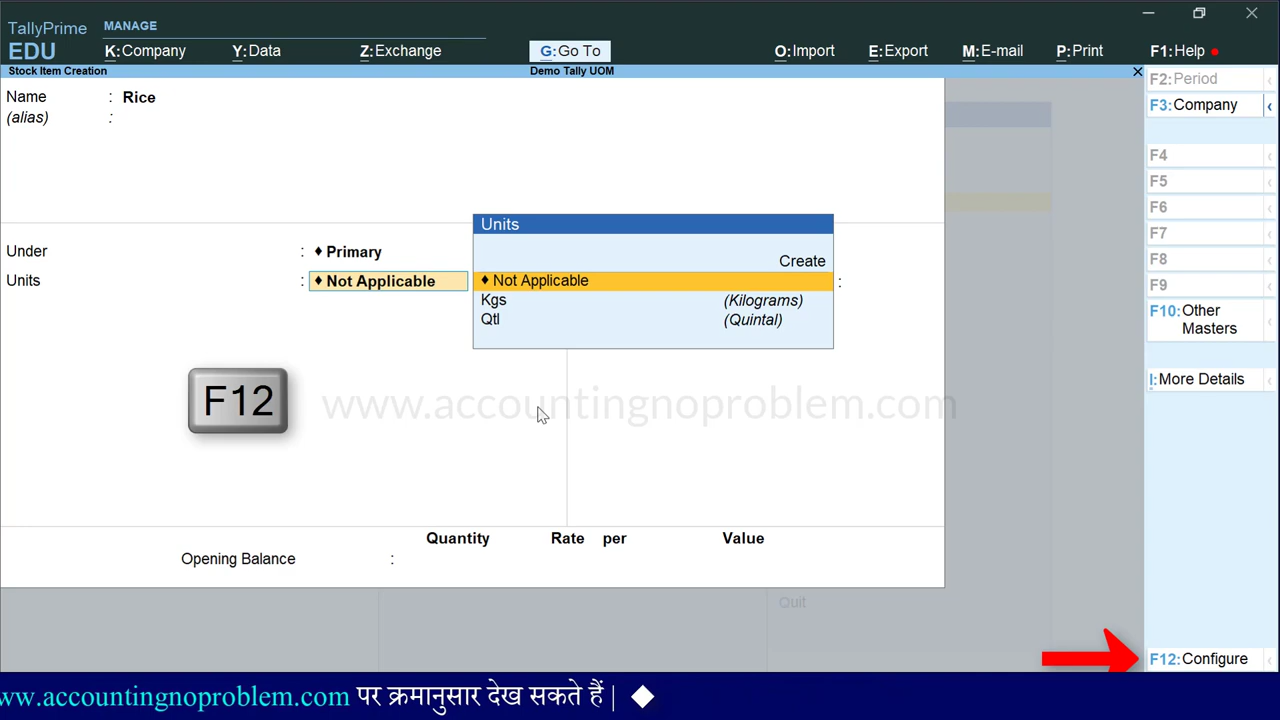 TallyPrime
MANAGE
EDU
K:Company
Y:Data
Z:Exchange
G:Go To
O:Import
E:Export
M:E-mail
P:Print
F1:Help
Stock Item Creation
Demo Tally UOM
Name : Rice
(alias) :
Under : ♦ Primary
Units : ♦ Not Applicable
Units
Create
♦ Not Applicable
Kgs (Kilograms)
Qtl (Quintal)
:
F12
www.accountingnoproblem.com
Quantity Rate per Value
Opening Balance :
Quit
F2:Period
F3:Company
F4
F5
F6
F7
F8
F9
F10:Other
Masters
I:More Details
F12:Configure
ww.accountingnoproblem.com पर क्रमानुसार देख सकते हैं | ◆